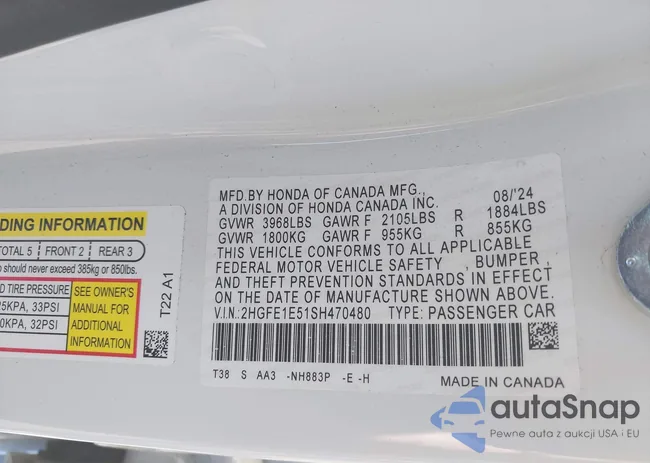 DING INFORMATION
TOTAL 5 FRONT 2 REAR 3
should never exceed 385kg or 850lbs.
TIRE PRESSURE
SEE OWNER'S
MANUAL FOR
ADDITIONAL
INFORMATION
5KPA, 33PSI
0KPA, 32PSI
T22 A1
MFD.BY HONDA OF CANADA MFG., 08/'24
A DIVISION OF HONDA CANADA INC.
GVWR 3968LBS GAWR F 2105LBS R 1884LBS
GVWR 1800KG GAWR F 955KG R 855KG
THIS VEHICLE CONFORMS TO ALL APPLICABLE
FEDERAL MOTOR VEHICLE SAFETY , BUMPER ,
AND THEFT PREVENTION STANDARDS IN EFFECT
ON THE DATE OF MANUFACTURE SHOWN ABOVE.
V.I.N.:2HGFE1E51SH470480 TYPE: PASSENGER CAR
T38 S AA3 -NH883P -E -H
MADE IN CANADA
autaSnap
Pewne auta z aukcji USA i EU